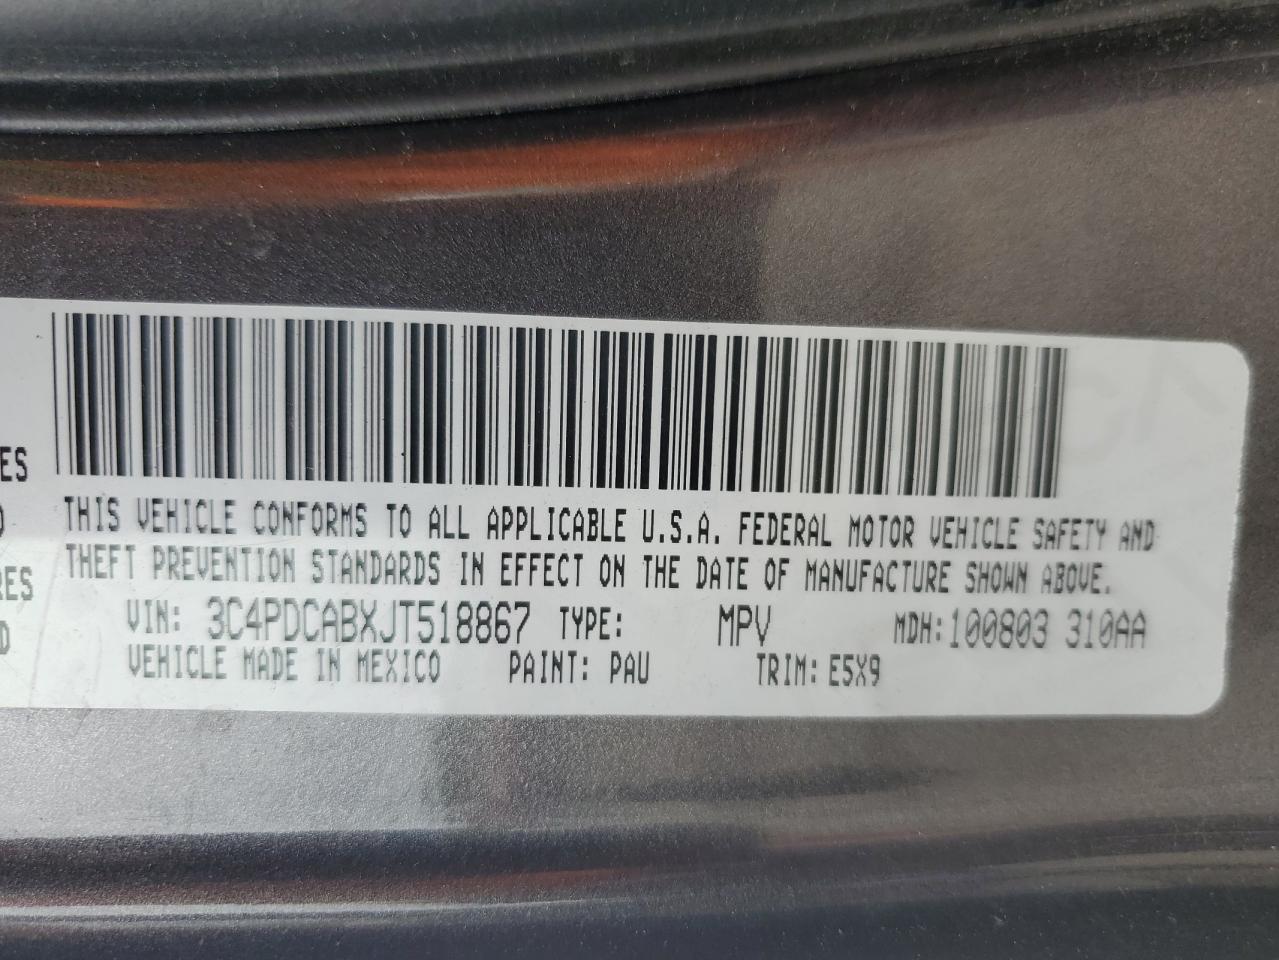 ES
THIS VEHICLE CONFORMS TO ALL APPLICABLE U.S.A. FEDERAL MOTOR VEHICLE SAFETY AND
THEFT PREVENTION STANDARDS IN EFFECT ON THE DATE OF MANUFACTURE SHOWN ABOVE.
RES
VIN: 3C4PDCABXJT518867 TYPE: MPV MDH:100803 310AA
D
VEHICLE MADE IN MEXICO PAINT: PAU TRIM: E5X9